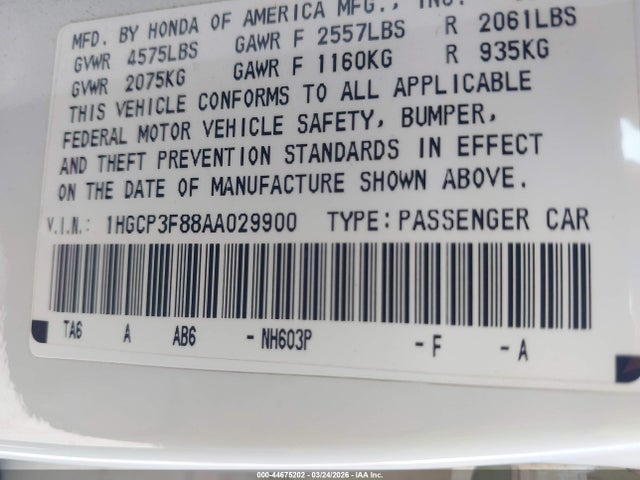 MFD. BY HONDA OF AMERICA MFG., INC.
GVWR 4575LBS GAWR F 2557LBS R 2061LBS
GVWR 2075KG GAWR F 1160KG R 935KG
THIS VEHICLE CONFORMS TO ALL APPLICABLE
FEDERAL MOTOR VEHICLE SAFETY, BUMPER,
AND THEFT PREVENTION STANDARDS IN EFFECT
ON THE DATE OF MANUFACTURE SHOWN ABOVE.
V.I.N.: 1HGCP3F88AA029900 TYPE: PASSENGER CAR
TA6 A AB6 - NH603P - F - A
000-44675202 - 03/24/2026 - IAA Inc.